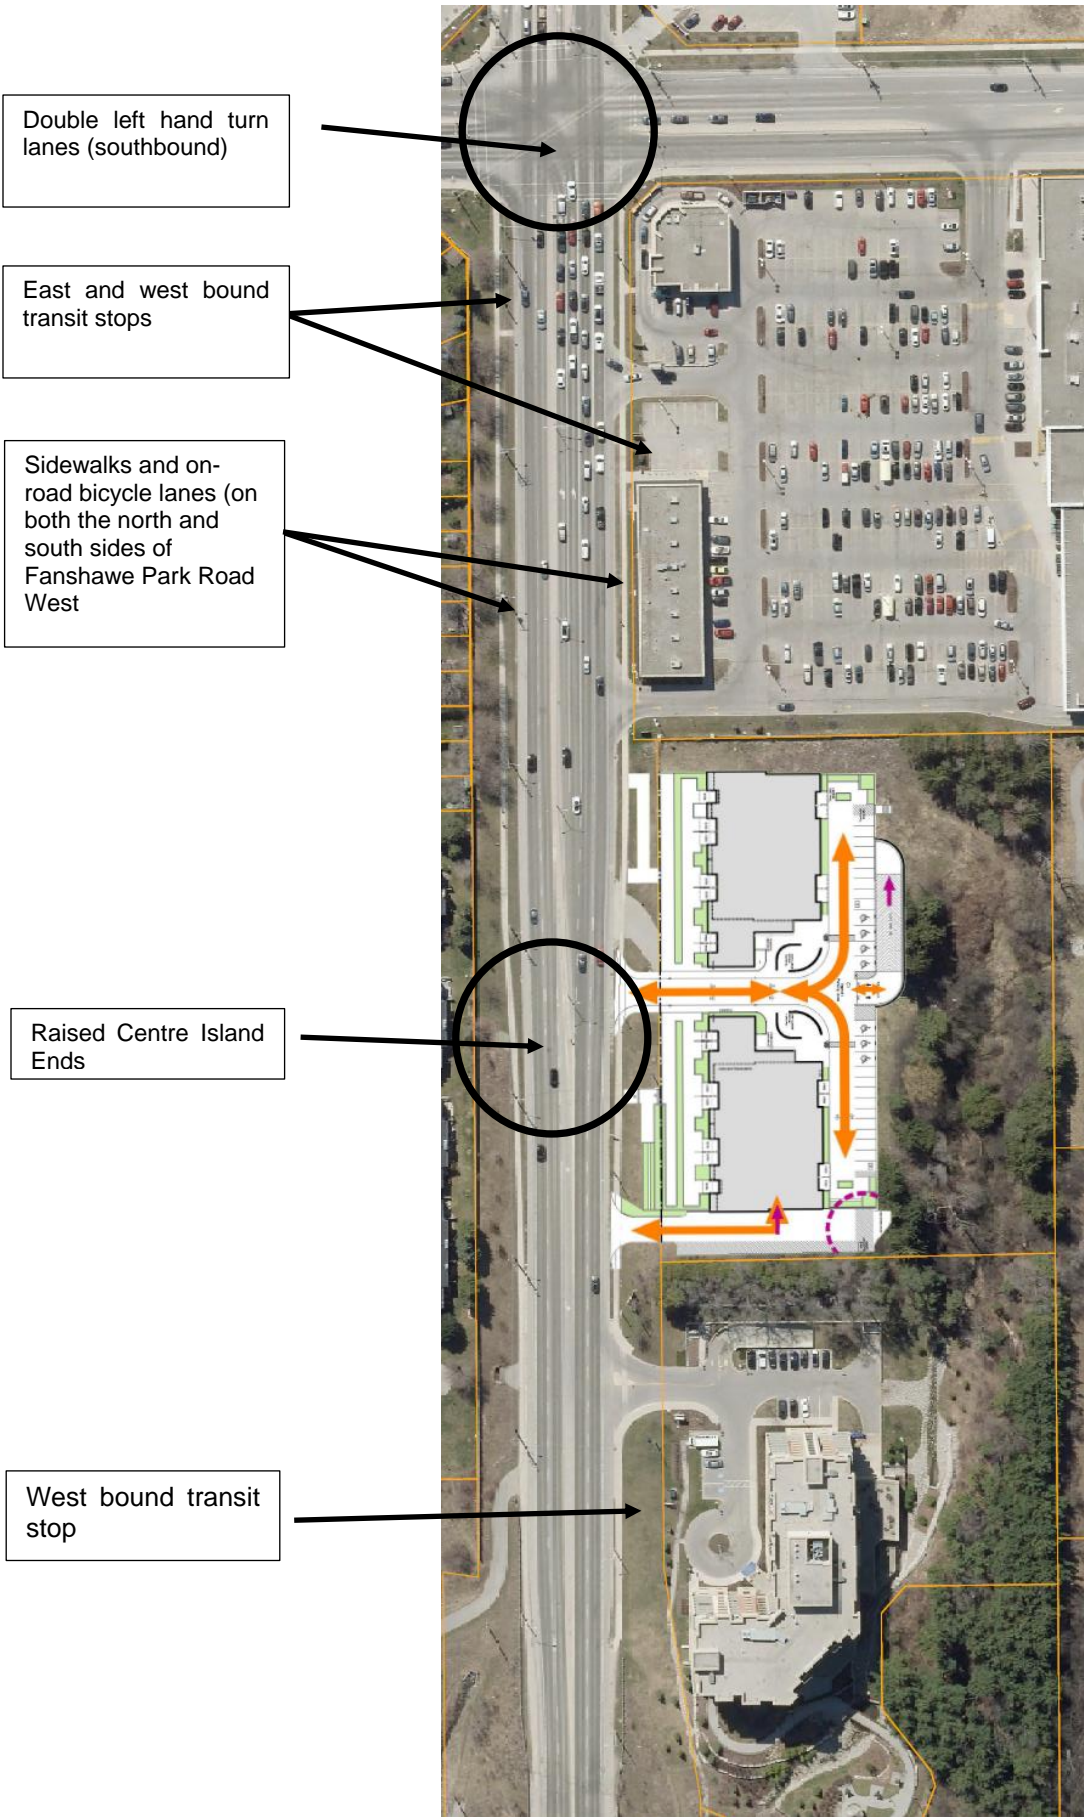 Double left hand turn
lanes (southbound)
East and west bound
transit stops
Sidewalks and on-
road bicycle lanes (on
both the north and
south sides of
Fanshawe Park Road
West
Raised Centre Island
Ends
West bound transit
stop